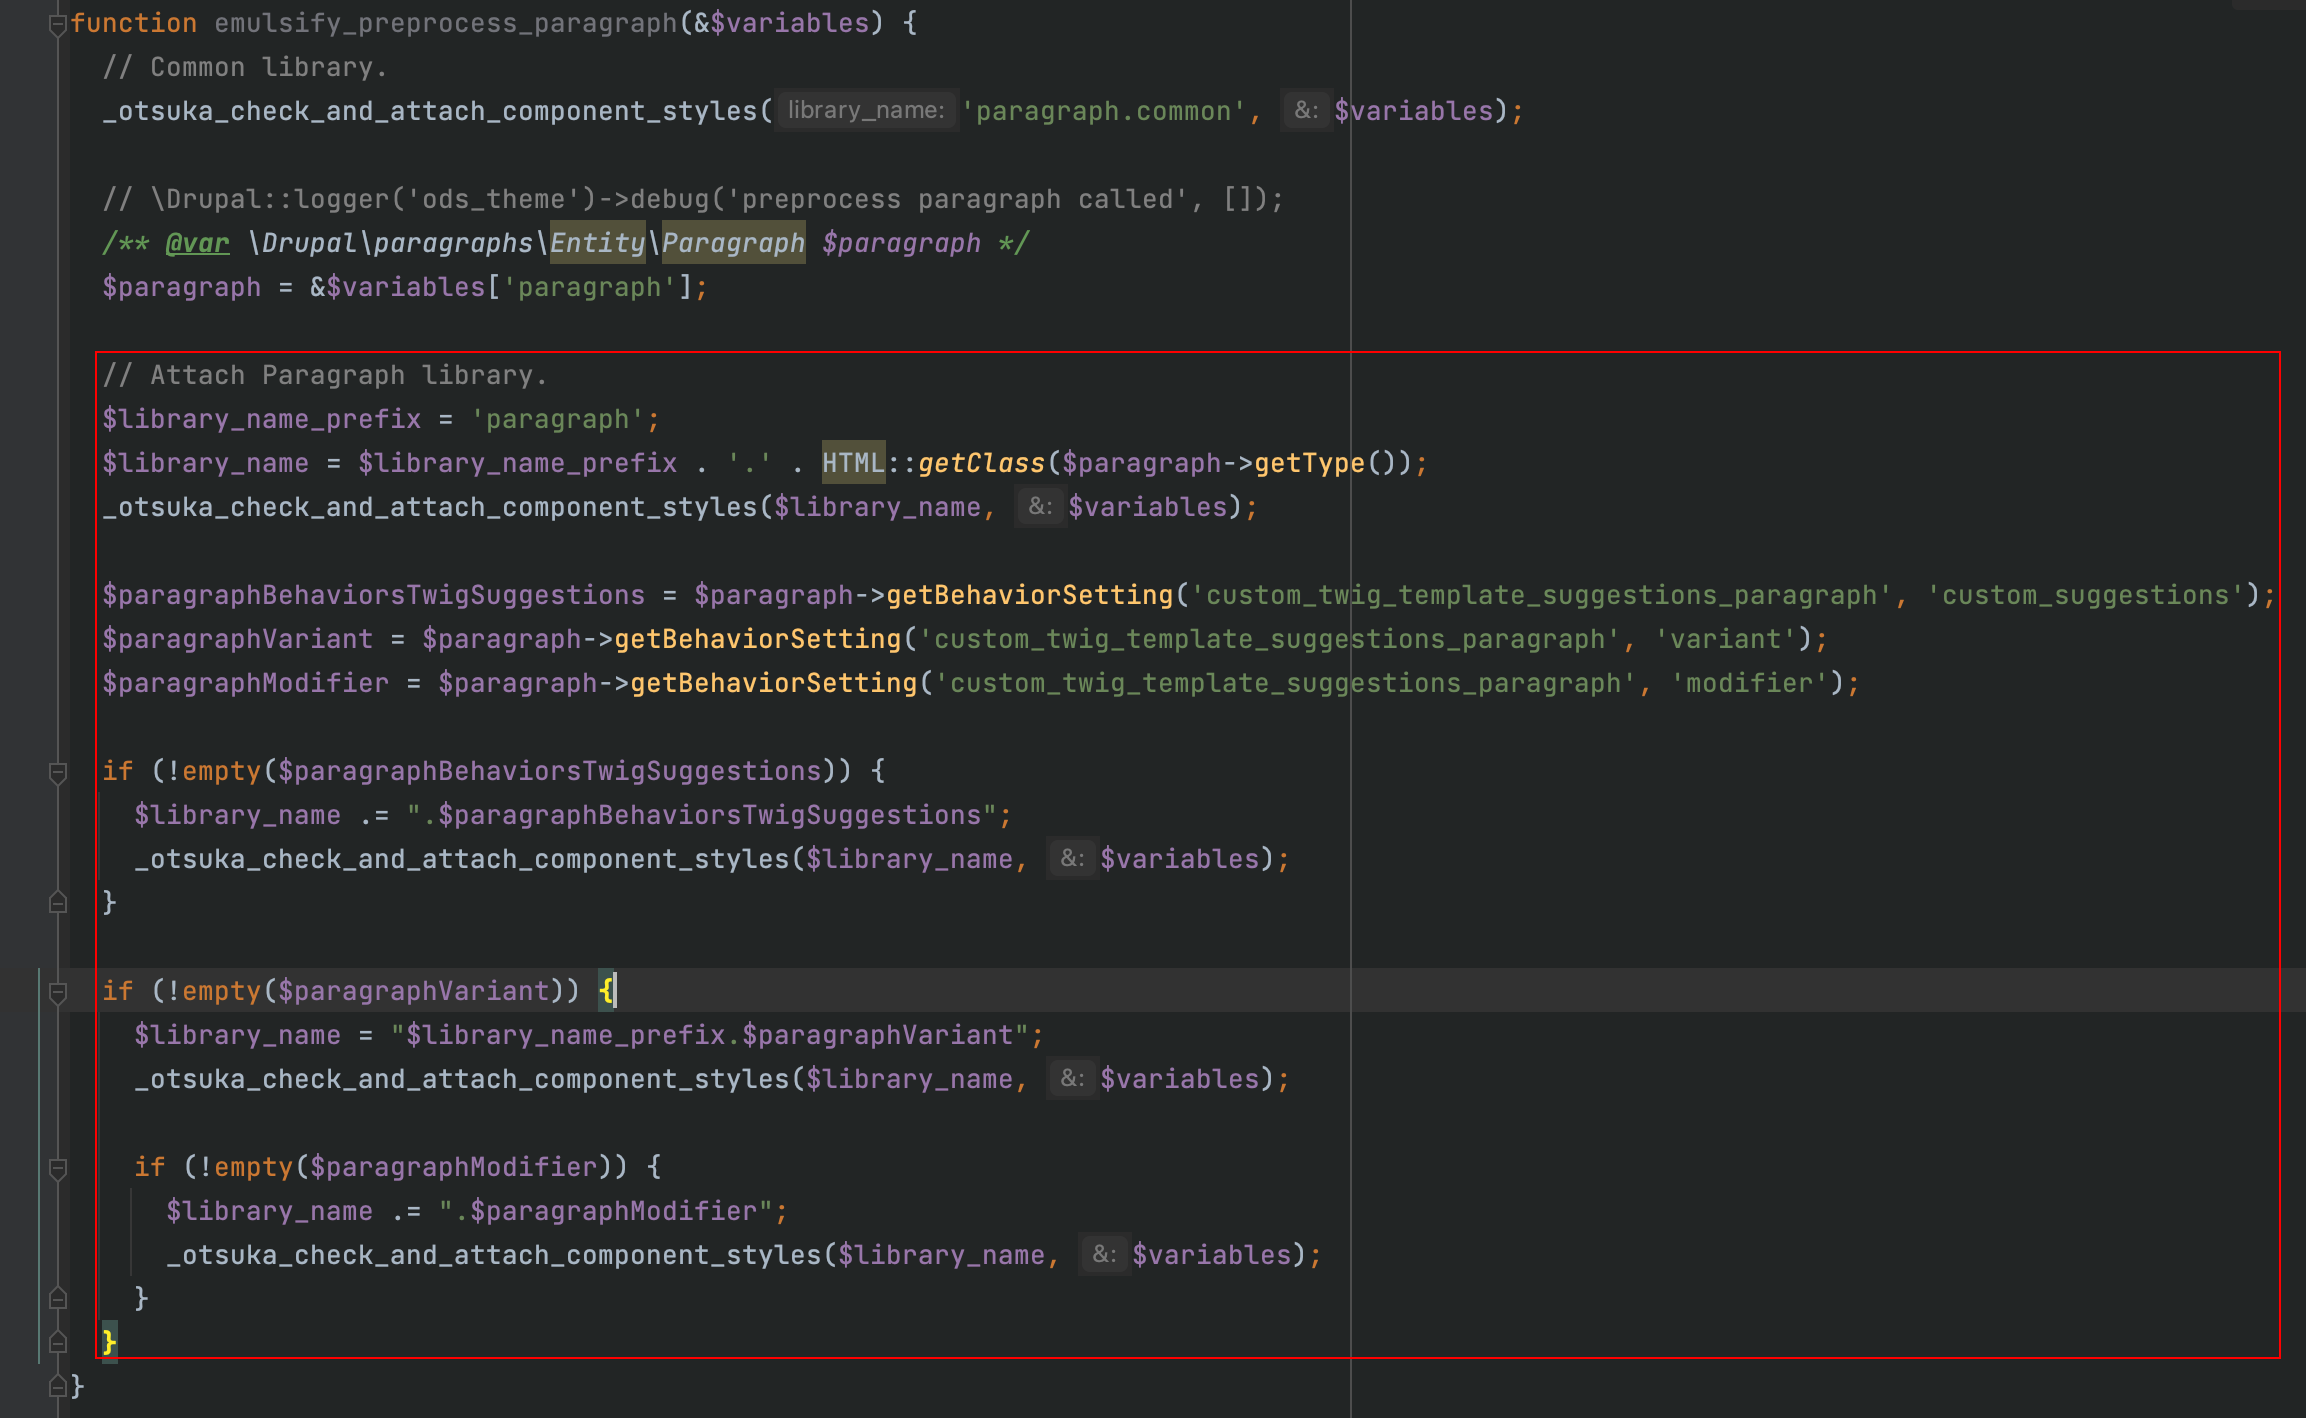 function emulsify_preprocess_paragraph(&$variables) {
  // Common library.
  _otsuka_check_and_attach_component_styles( library_name: 'paragraph.common', &: $variables);

  // \Drupal::logger('ods_theme')->debug('preprocess paragraph called', []);
  /** @var \Drupal\paragraphs\Entity\Paragraph $paragraph */
  $paragraph = &$variables['paragraph'];

  // Attach Paragraph library.
  $library_name_prefix = 'paragraph';
  $library_name = $library_name_prefix . '.' . HTML::getClass($paragraph->getType());
  _otsuka_check_and_attach_component_styles($library_name, &: $variables);

  $paragraphBehaviorsTwigSuggestions = $paragraph->getBehaviorSetting('custom_twig_template_suggestions_paragraph', 'custom_suggestions');
  $paragraphVariant = $paragraph->getBehaviorSetting('custom_twig_template_suggestions_paragraph', 'variant');
  $paragraphModifier = $paragraph->getBehaviorSetting('custom_twig_template_suggestions_paragraph', 'modifier');

  if (!empty($paragraphBehaviorsTwigSuggestions)) {
    $library_name .= ".$paragraphBehaviorsTwigSuggestions";
    _otsuka_check_and_attach_component_styles($library_name, &: $variables);
  }

  if (!empty($paragraphVariant)) {
    $library_name = "$library_name_prefix.$paragraphVariant";
    _otsuka_check_and_attach_component_styles($library_name, &: $variables);

    if (!empty($paragraphModifier)) {
      $library_name .= ".$paragraphModifier";
      _otsuka_check_and_attach_component_styles($library_name, &: $variables);
    }
  }
}